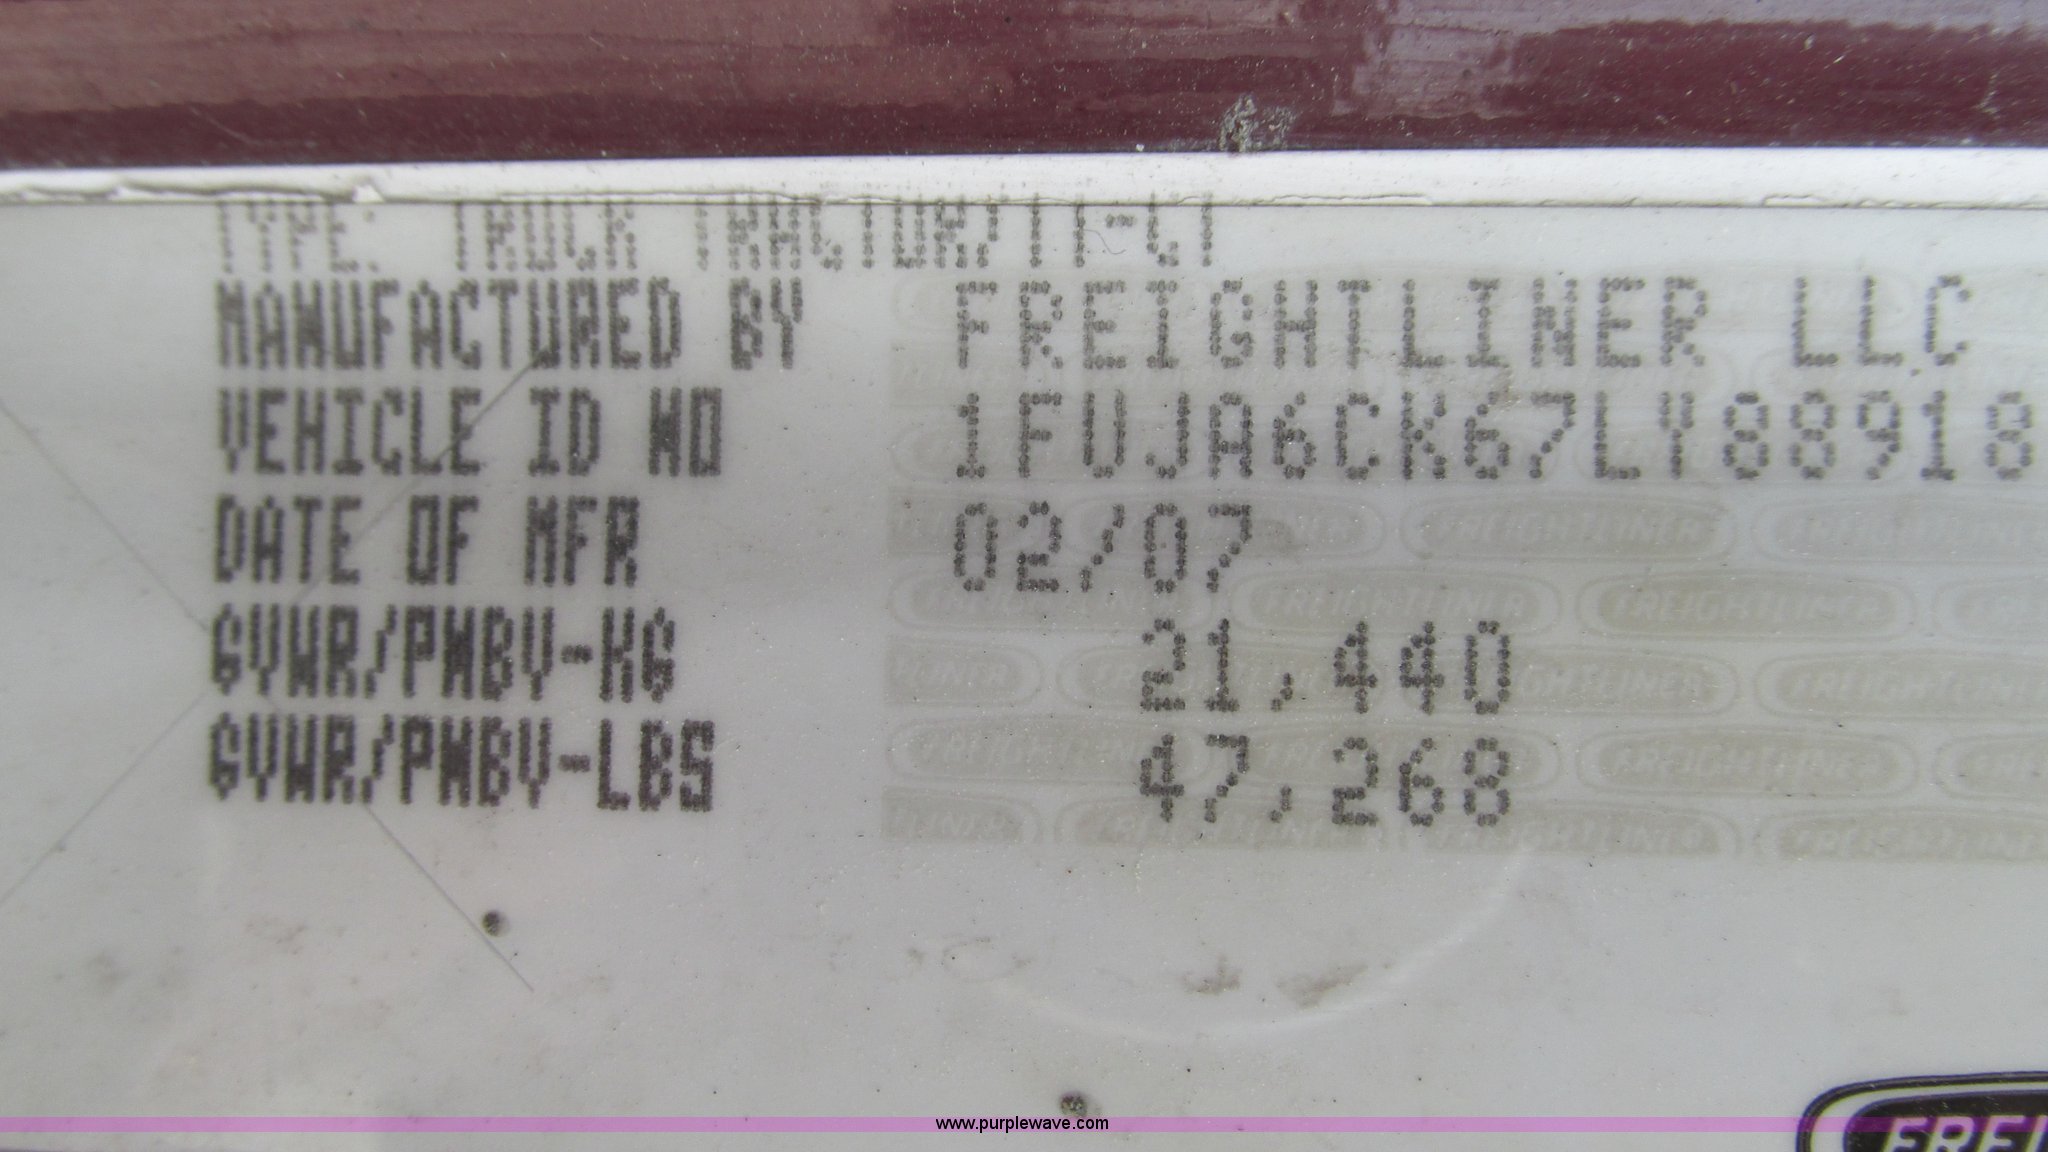 TYPE: TRUCK TRACTOR
MANUFACTURED BY FREIGHTLINER LLC
VEHICLE ID NO 1FUJA6CK67LY88918
DATE OF MFR 02/07
GVWR/PNBV-KG 21,440
GVWR/PNBV-LBS 47,268
www.purplewave.com